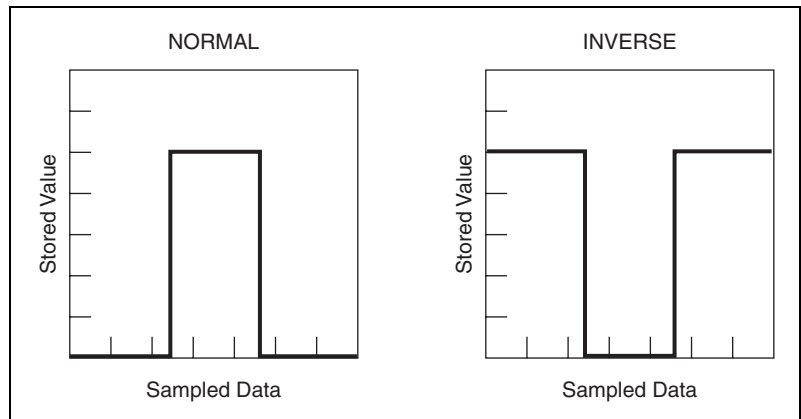 NORMAL
INVERSE
Stored Value
Stored Value
Sampled Data
Sampled Data